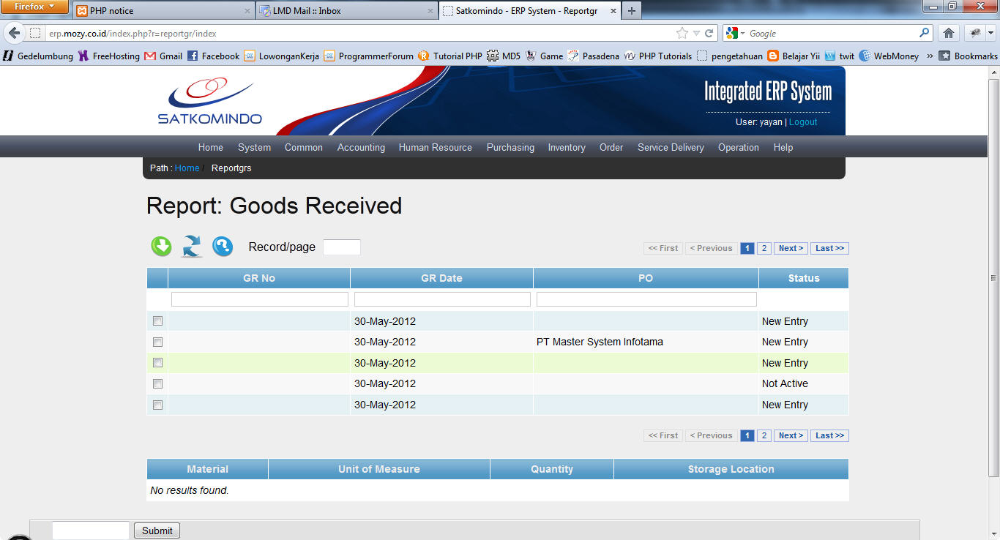 Firefox
PHP notice
LMD Mail :: Inbox
Satkomindo - ERP System - Reportgr
erp.mozy.co.id/index.php?r=reportgr/index
Google
Gedelumbung FreeHosting Gmail Facebook LowonganKerja ProgrammerForum Tutorial PHP MD5 Game Pasadena PHP Tutorials pengetahuan Belajar Yii twit WebMoney » Bookmarks
SATKOMINDO
Integrated ERP System
User: yayan | Logout
Home System Common Accounting Human Resource Purchasing Inventory Order Service Delivery Operation Help
Path : Home / Reportgrs
Report: Goods Received
Record/page
<< First < Previous 1 2 Next > Last >>
GR No GR Date PO Status
30-May-2012 New Entry
30-May-2012 PT Master System Infotama New Entry
30-May-2012 New Entry
30-May-2012 Not Active
30-May-2012 New Entry
<< First < Previous 1 2 Next > Last >>
Material Unit of Measure Quantity Storage Location
No results found.
Submit